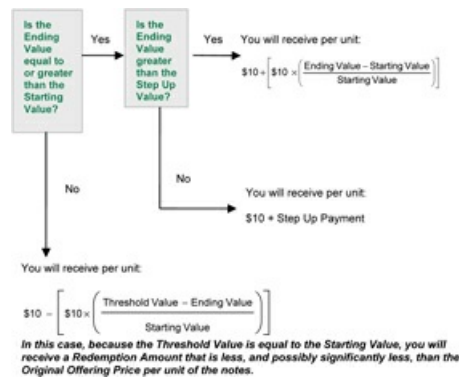 Is the
Ending
Value
equal to
or greater
than the
Starting
Value?
Yes
Is the
Ending
Value
greater
than the
Step Up
Value?
Yes
You will receive per unit:
$10 + [ $10 × ( Ending Value – Starting Value
Starting Value ) ]
No
No
You will receive per unit:
$10 + Step Up Payment
You will receive per unit:
$10 – [ $10 × ( Threshold Value – Ending Value
Starting Value ) ]
In this case, because the Threshold Value is equal to the Starting Value, you will
receive a Redemption Amount that is less, and possibly significantly less, than the
Original Offering Price per unit of the notes.